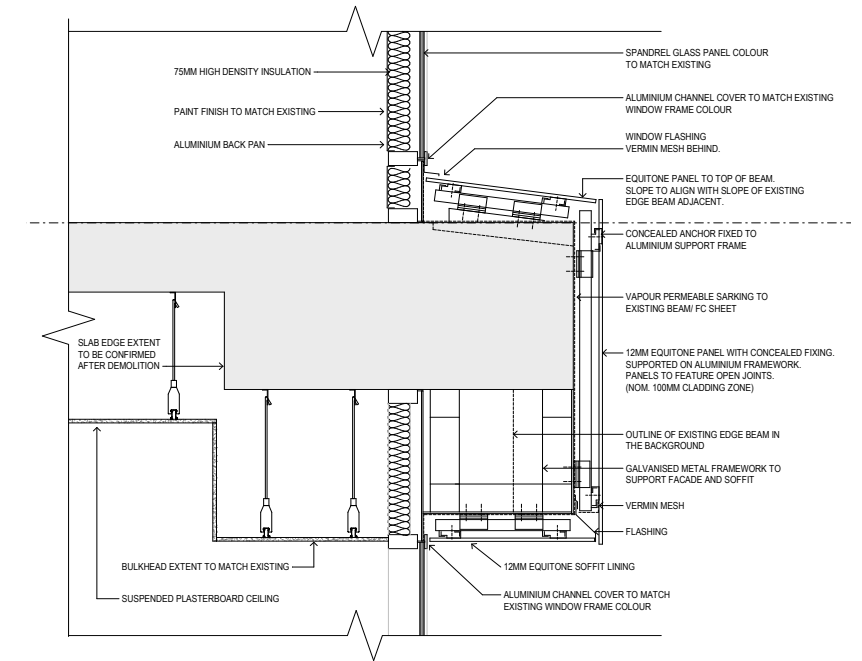 75MM HIGH DENSITY INSULATION
PAINT FINISH TO MATCH EXISTING
ALUMINIUM BACK PAN
SLAB EDGE EXTENT
TO BE CONFIRMED
AFTER DEMOLITION
BULKHEAD EXTENT TO MATCH EXISTING
SUSPENDED PLASTERBOARD CEILING
SPANDREL GLASS PANEL COLOUR
TO MATCH EXISTING
ALUMINIUM CHANNEL COVER TO MATCH EXISTING
WINDOW FRAME COLOUR
WINDOW FLASHING
VERMIN MESH BEHIND.
EQUITONE PANEL TO TOP OF BEAM.
SLOPE TO ALIGN WITH SLOPE OF EXISTING
EDGE BEAM ADJACENT.
CONCEALED ANCHOR FIXED TO
ALUMINIUM SUPPORT FRAME
VAPOUR PERMEABLE SARKING TO
EXISTING BEAM/ FC SHEET
12MM EQUITONE PANEL WITH CONCEALED FIXING.
SUPPORTED ON ALUMINIUM FRAMEWORK.
PANELS TO FEATURE OPEN JOINTS.
(NOM. 100MM CLADDING ZONE)
OUTLINE OF EXISTING EDGE BEAM IN
THE BACKGROUND
GALVANISED METAL FRAMEWORK TO
SUPPORT FACADE AND SOFFIT
VERMIN MESH
FLASHING
12MM EQUITONE SOFFIT LINING
ALUMINIUM CHANNEL COVER TO MATCH
EXISTING WINDOW FRAME COLOUR